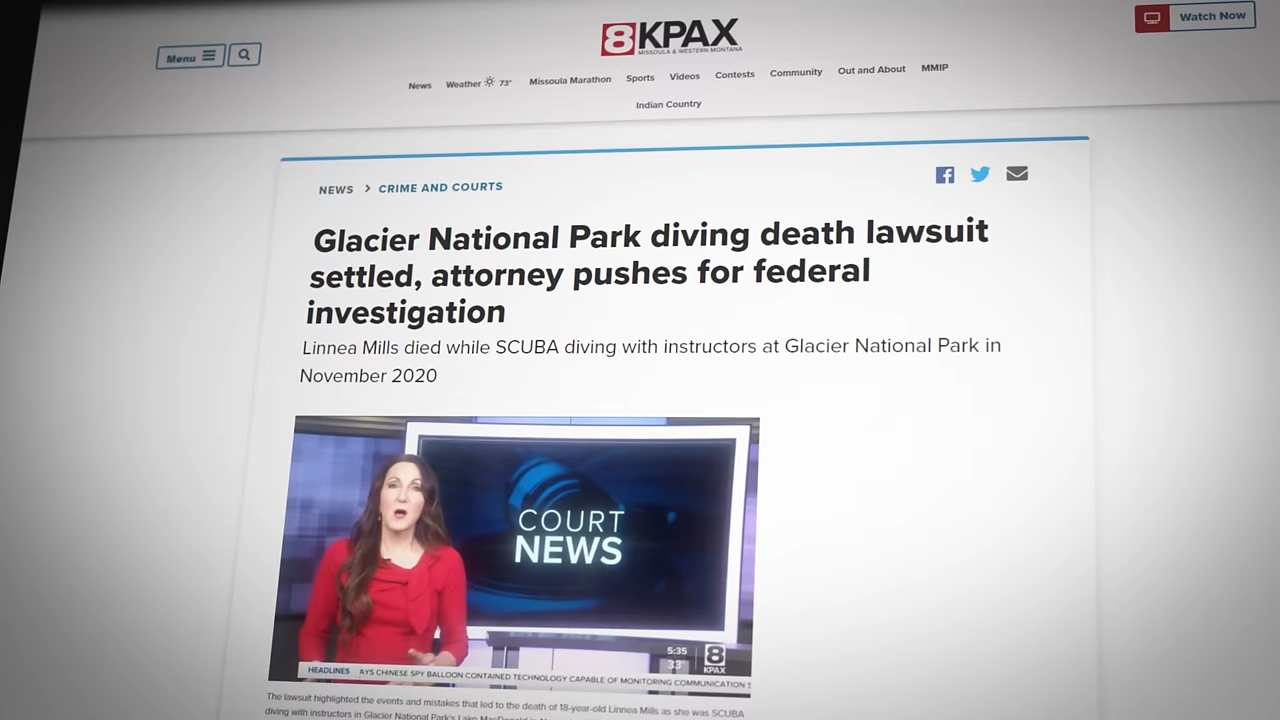 Menu
8 KPAX
MISSOULA & WESTERN MONTANA
Watch Now
News Weather 73° Missoula Marathon Sports Videos Contests Community Out and About MMIP
Indian Country
NEWS > CRIME AND COURTS
Glacier National Park diving death lawsuit
settled, attorney pushes for federal
investigation
Linnea Mills died while SCUBA diving with instructors at Glacier National Park in
November 2020
COURT
NEWS
5:35
33
8
KPAX
HEADLINES AYS CHINESE SPY BALLOON CONTAINED TECHNOLOGY CAPABLE OF MONITORING COMMUNICATION S
The lawsuit highlighted the events and mistakes that led to the death of 18-year-old Linnea Mills as she was SCUBA
diving with instructors in Glacier National Park's Lake